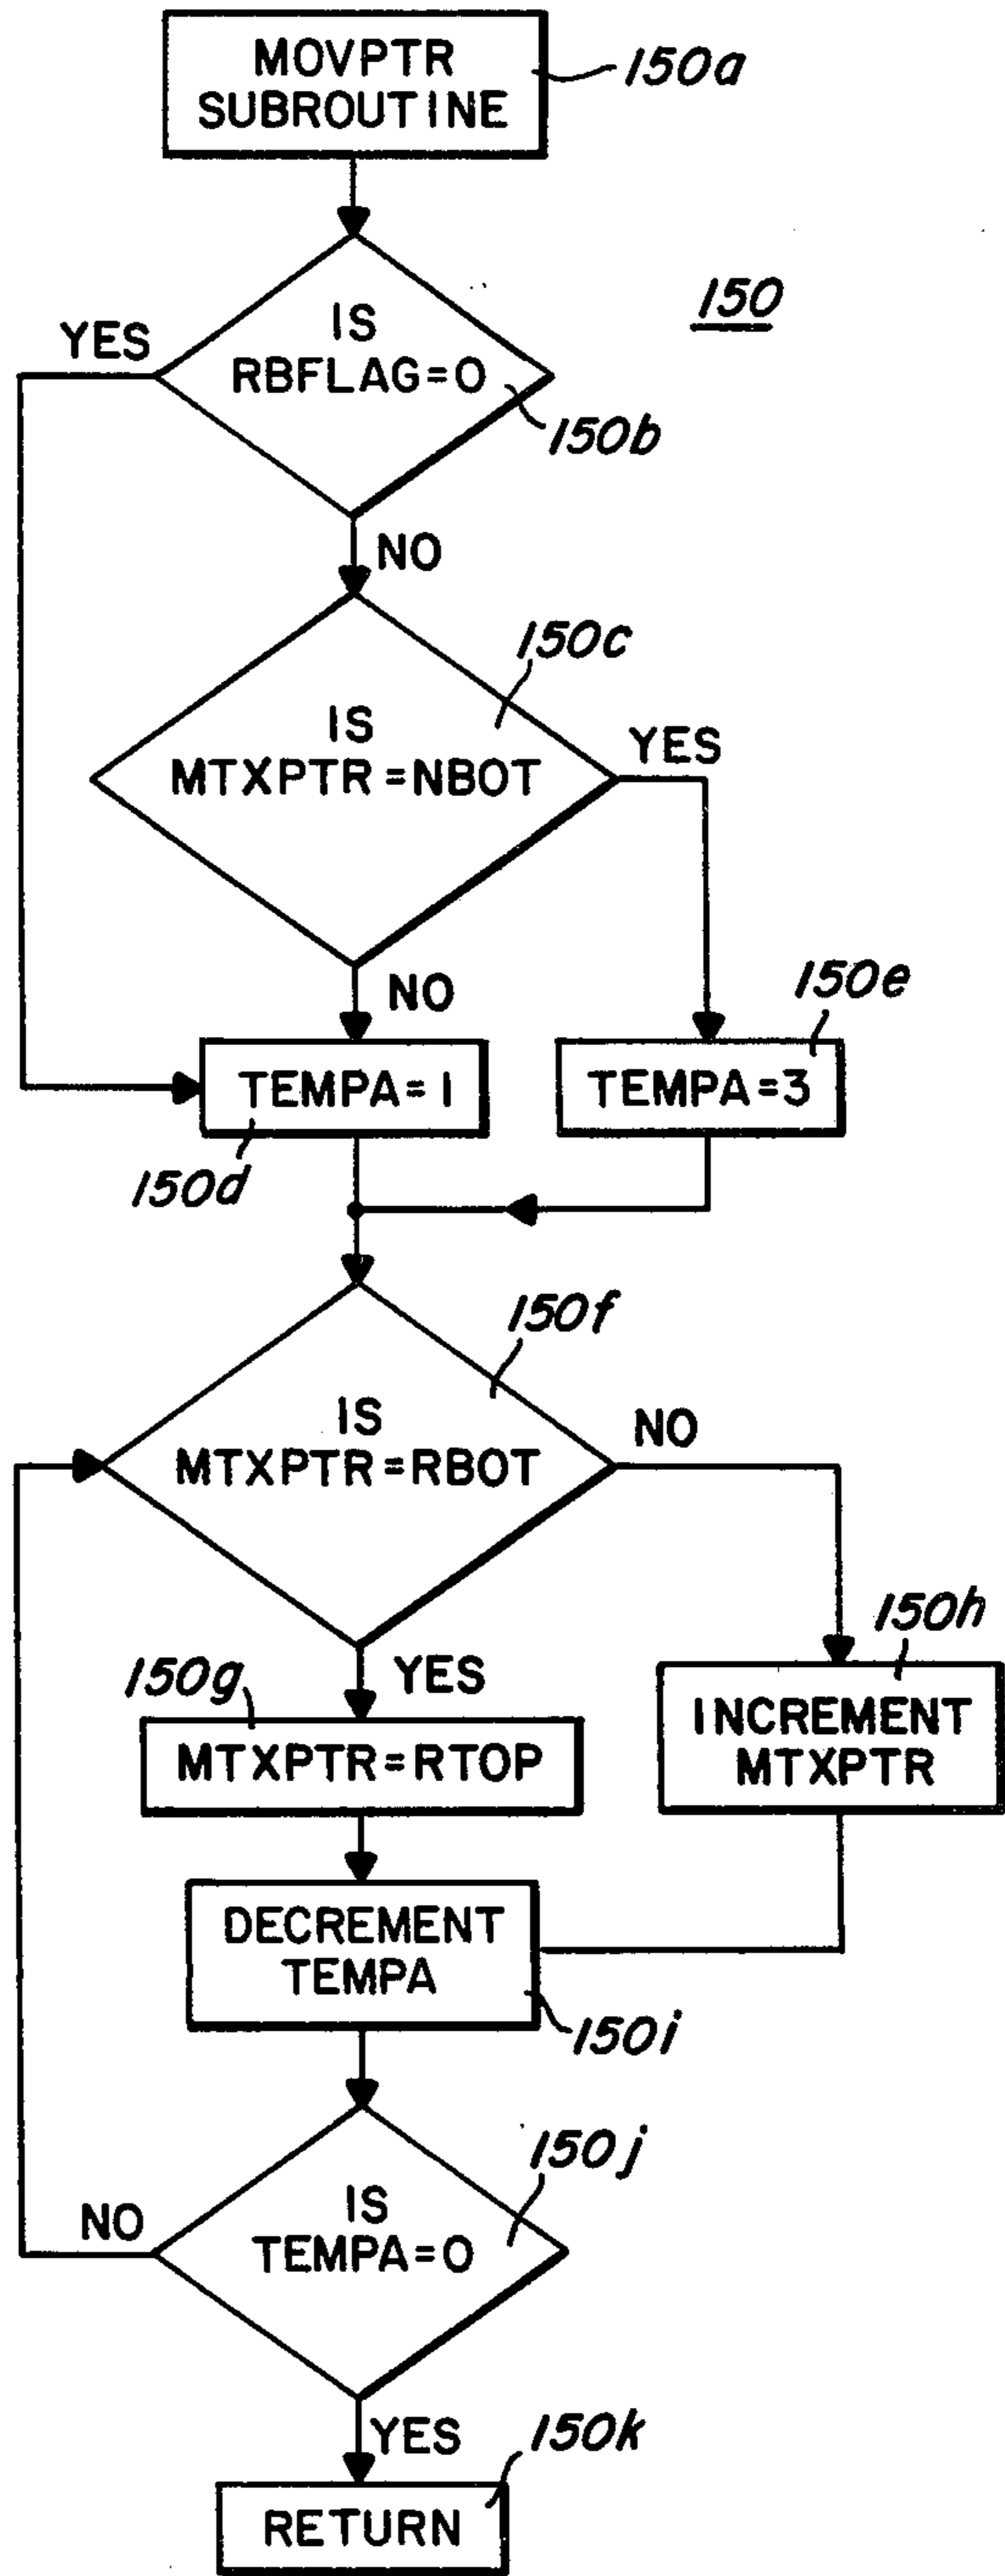 MOVPTR
SUBROUTINE
150a
150
IS
RBFLAG=0
YES
150b
NO
150c
IS
MTXPTR=NBOT
YES
NO
150e
TEMPA=1
TEMPA=3
150d
150f
IS
MTXPTR=RBOT
NO
150h
YES
150g
INCREMENT
MTXPTR
MTXPTR=RTOP
DECREMENT
TEMPA
150i
150j
IS
TEMPA=0
NO
YES
150k
RETURN